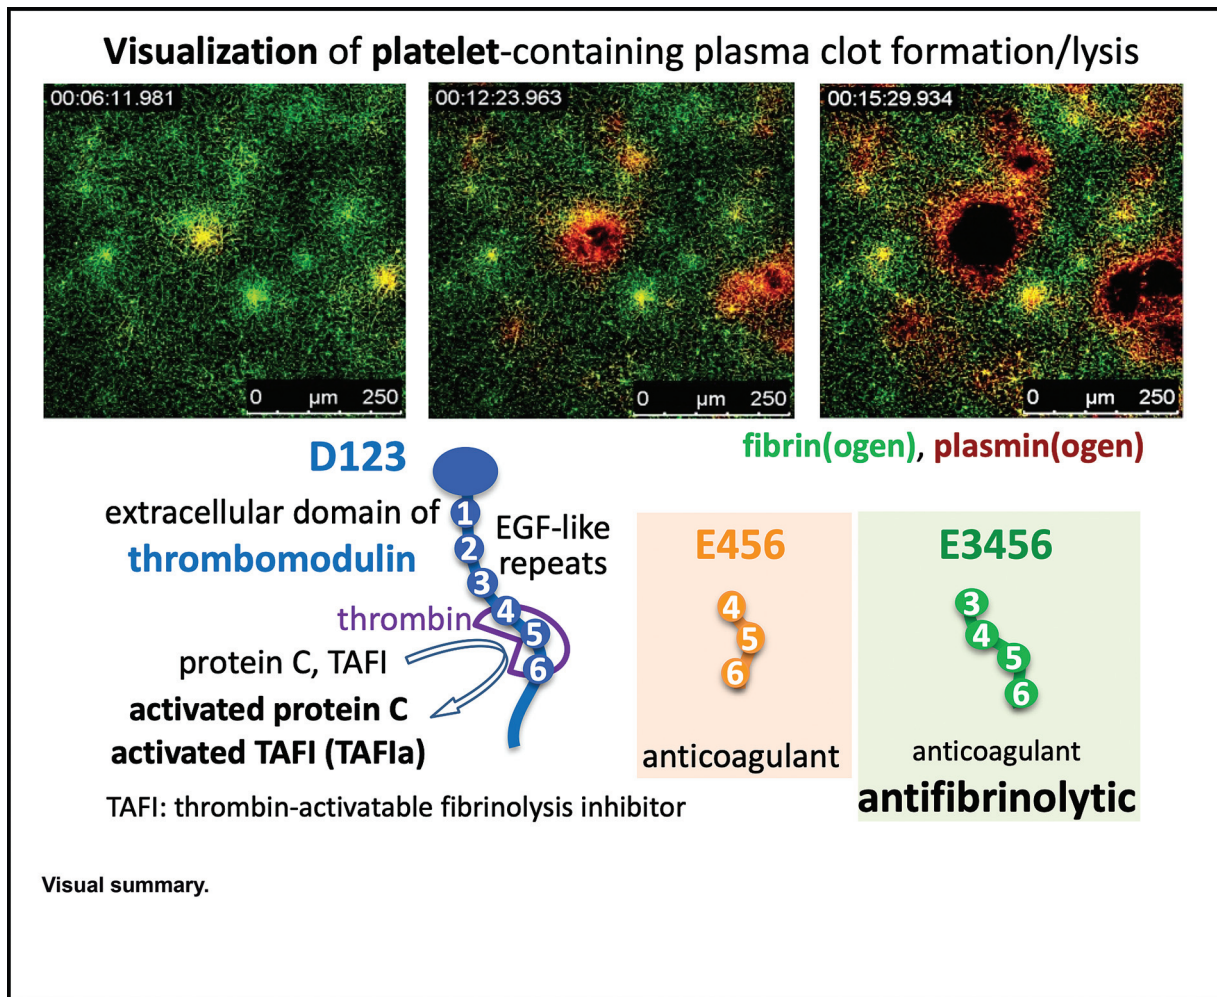 Visualization of platelet-containing plasma clot formation/lysis
00:06:11.981
00:12:23.963
00:15:29.934
0 µm 250
0 µm 250
0 µm 250
fibrin(ogen), plasmin(ogen)
D123
extracellular domain of
thrombomodulin
1
2
3
4
5
6
EGF-like
repeats
thrombin
protein C, TAFI
activated protein C
activated TAFI (TAFIa)
E456
4
5
6
anticoagulant
E3456
3
4
5
6
anticoagulant
antifibrinolytic
TAFI: thrombin-activatable fibrinolysis inhibitor
Visual summary.